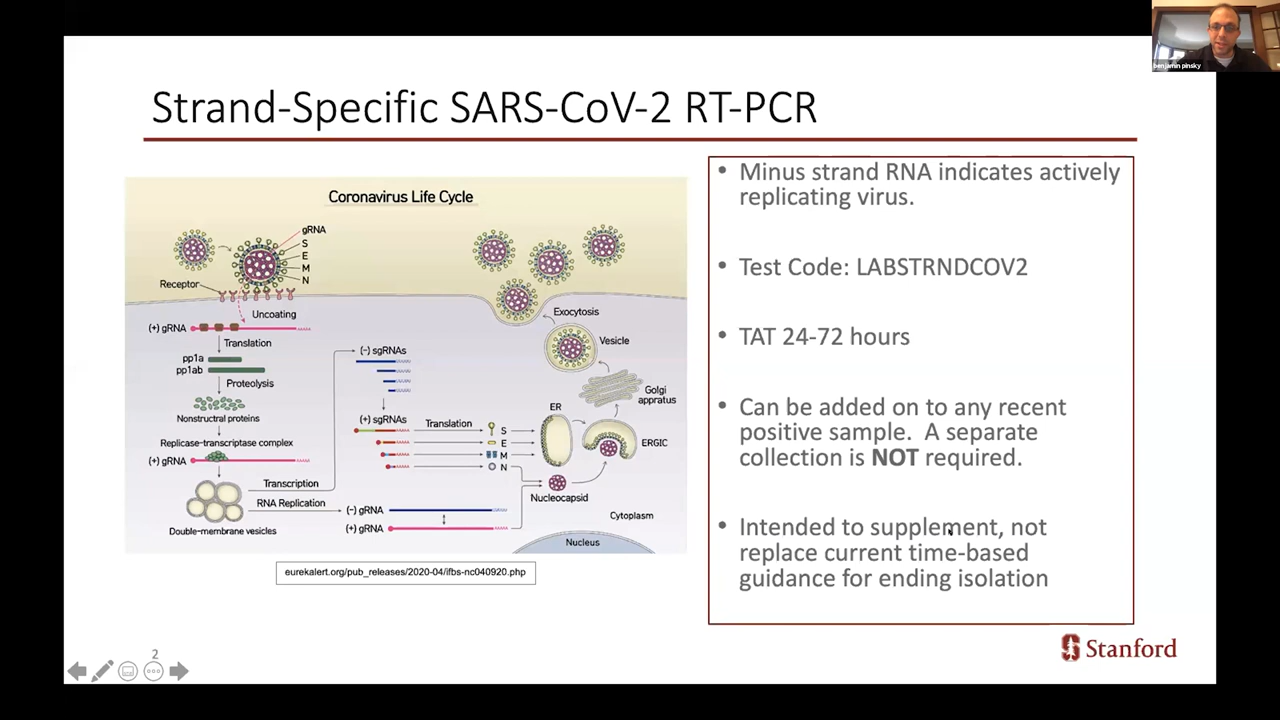 benjamin pinsky
Strand-Specific SARS-CoV-2 RT-PCR
Coronavirus Life Cycle
gRNA
S
E
M
N
Receptor
Uncoating
(+) gRNA
AAAAA
Translation
pp1a
pp1ab
Proteolysis
Nonstructral proteins
Replicase-transcriptase complex
(+) gRNA
AAAAA
Transcription
RNA Replication
Double-membrane vesicles
(-) sgRNAs
(+) sgRNAs
Translation
S
E
M
N
(-) gRNA
(+) gRNA
Nucleocapsid
ER
ERGIC
Golgi
appratus
Vesicle
Exocytosis
Cytoplasm
Nucleus
eurekalert.org/pub_releases/2020-04/ifbs-nc040920.php
• Minus strand RNA indicates actively
replicating virus.
• Test Code: LABSTRNDCOV2
• TAT 24-72 hours
• Can be added on to any recent
positive sample. A separate
collection is NOT required.
• Intended to supplement, not
replace current time-based
guidance for ending isolation
Stanford
2